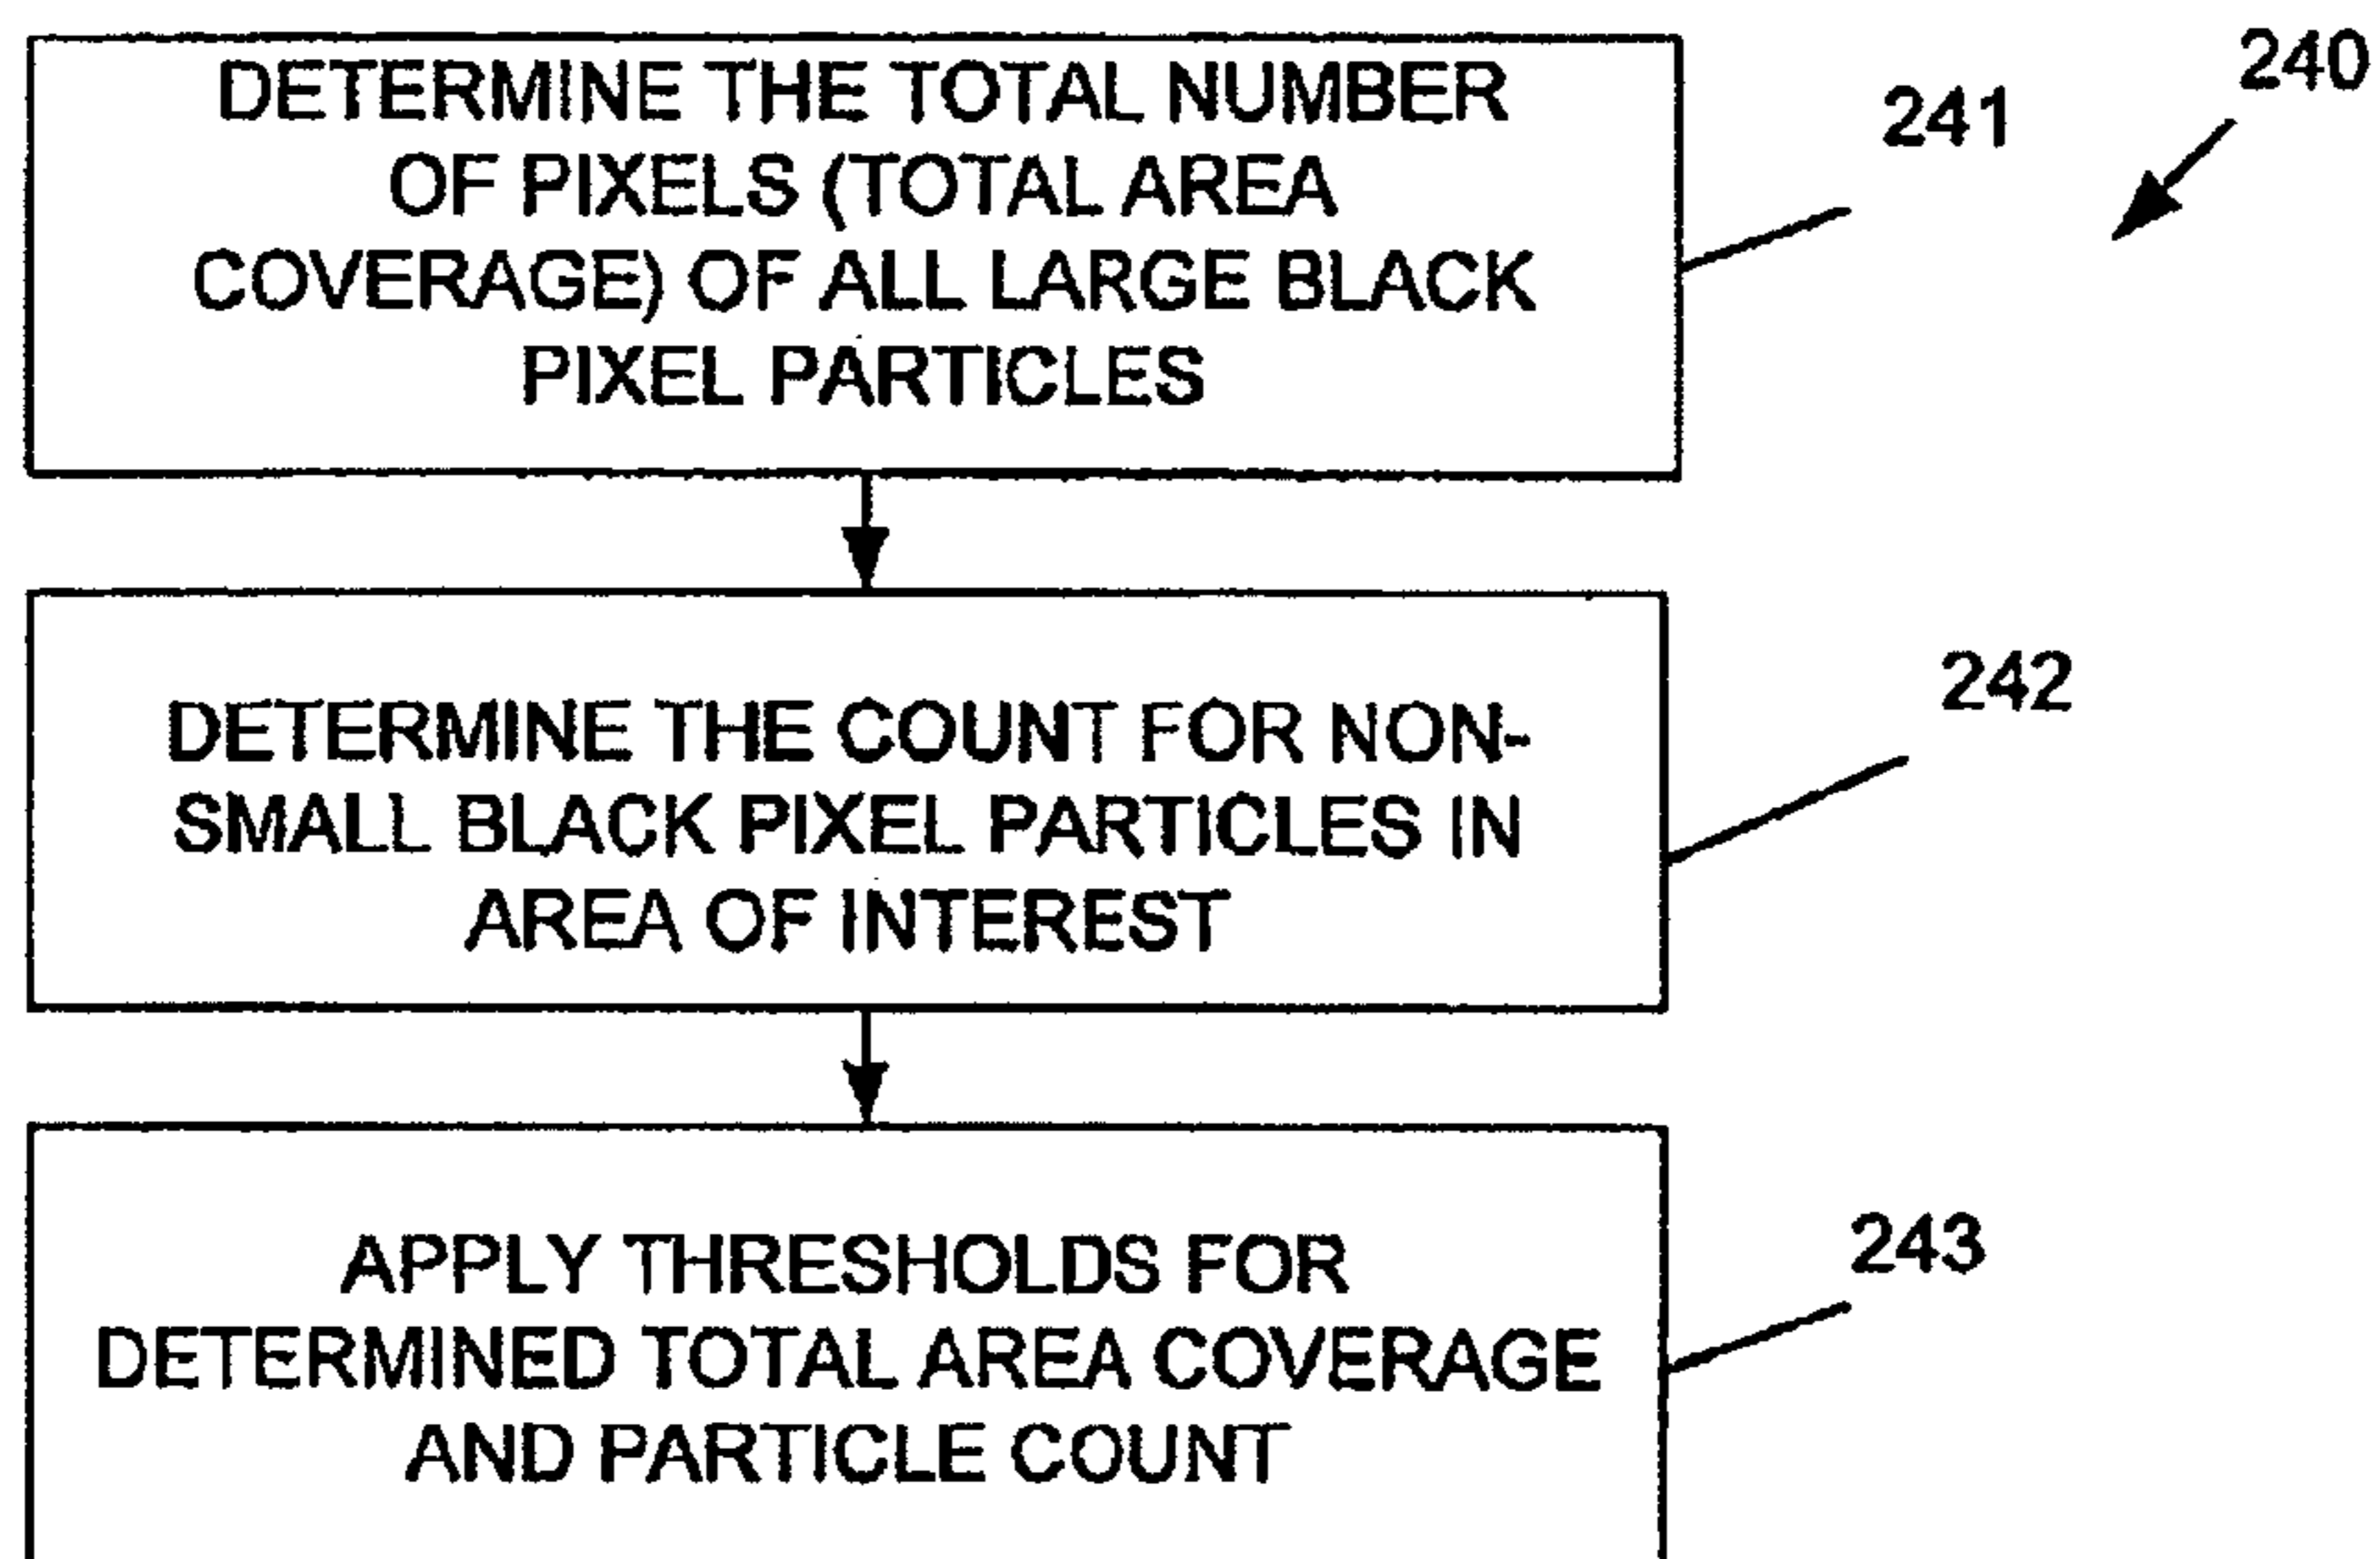 240
241
DETERMINE THE TOTAL NUMBER
OF PIXELS (TOTAL AREA
COVERAGE) OF ALL LARGE BLACK
PIXEL PARTICLES
242
DETERMINE THE COUNT FOR NON-
SMALL BLACK PIXEL PARTICLES IN
AREA OF INTEREST
243
APPLY THRESHOLDS FOR
DETERMINED TOTAL AREA COVERAGE
AND PARTICLE COUNT